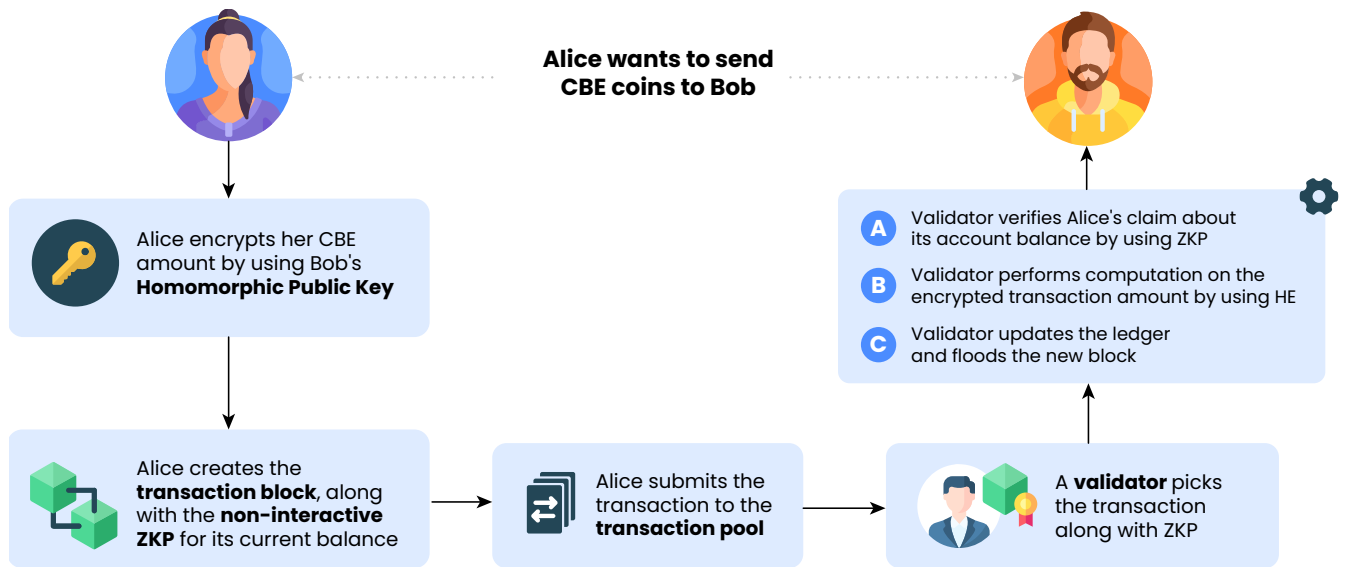 Alice wants to send
CBE coins to Bob
Alice encrypts her CBE
amount by using Bob's
Homomorphic Public Key
Alice creates the
transaction block, along
with the non-interactive
ZKP for its current balance
Alice submits the
transaction to the
transaction pool
A validator picks
the transaction
along with ZKP
A
Validator verifies Alice's claim about
its account balance by using ZKP
B
Validator performs computation on the
encrypted transaction amount by using HE
C
Validator updates the ledger
and floods the new block